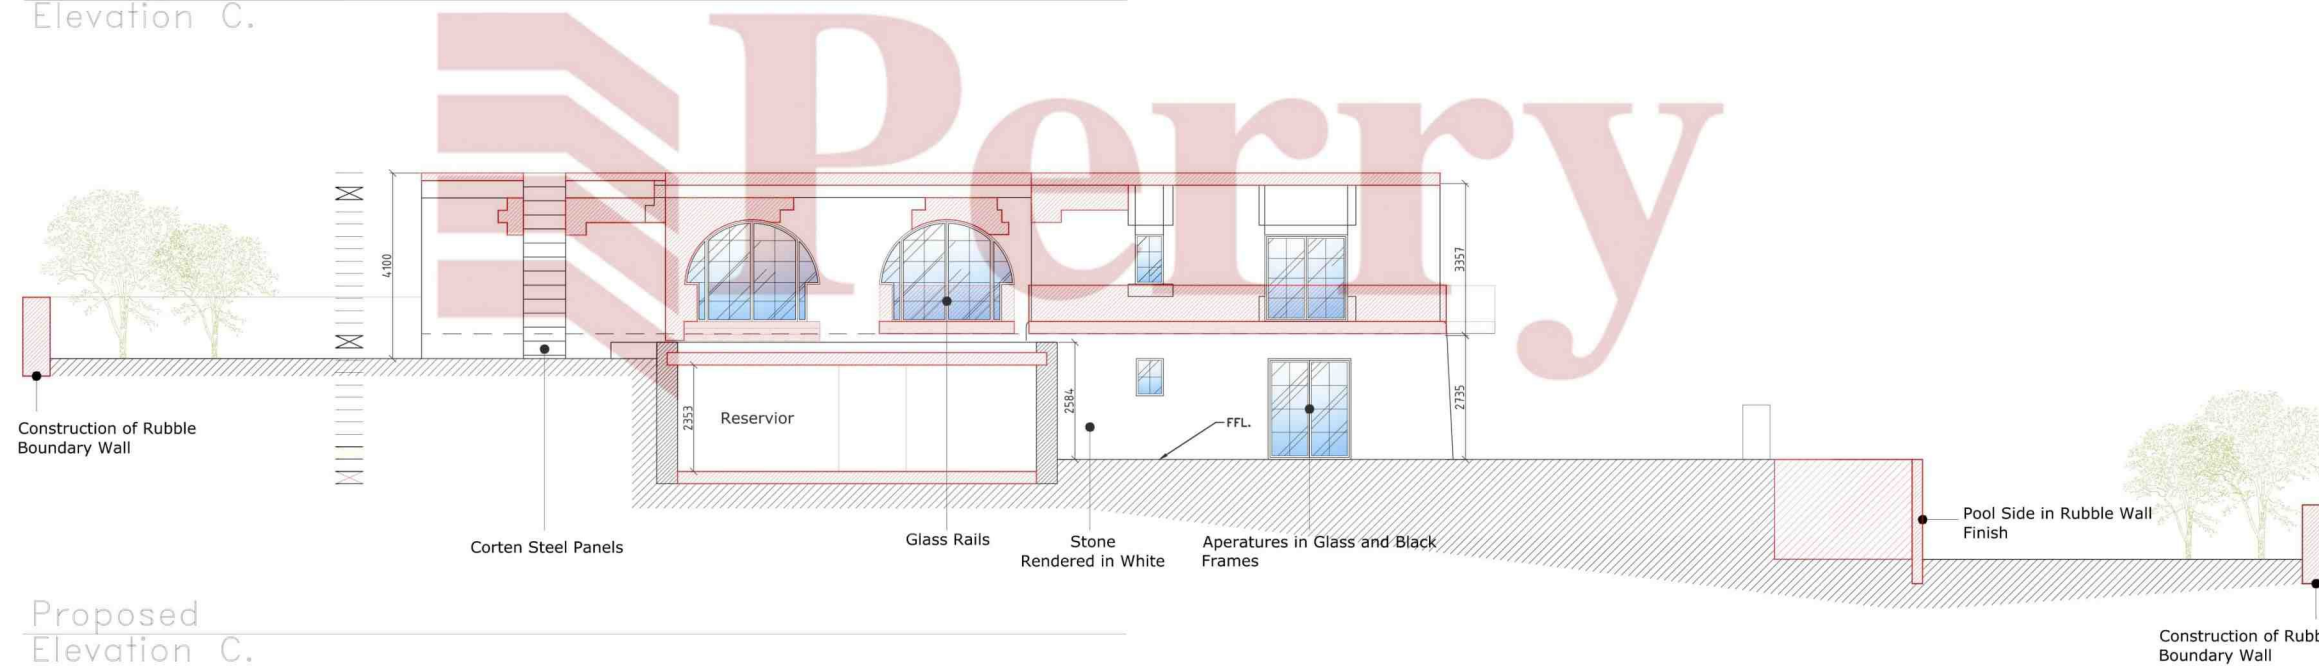 Elevation C.
Perry
4100
3357
2353
Reservior
2584
2735
FFL.
Construction of Rubble
Boundary Wall
Corten Steel Panels
Glass Rails
Stone
Rendered in White
Aperatures in Glass and Black
Frames
Pool Side in Rubble Wall
Finish
Construction of Rubb
Boundary Wall
Proposed
Elevation C.